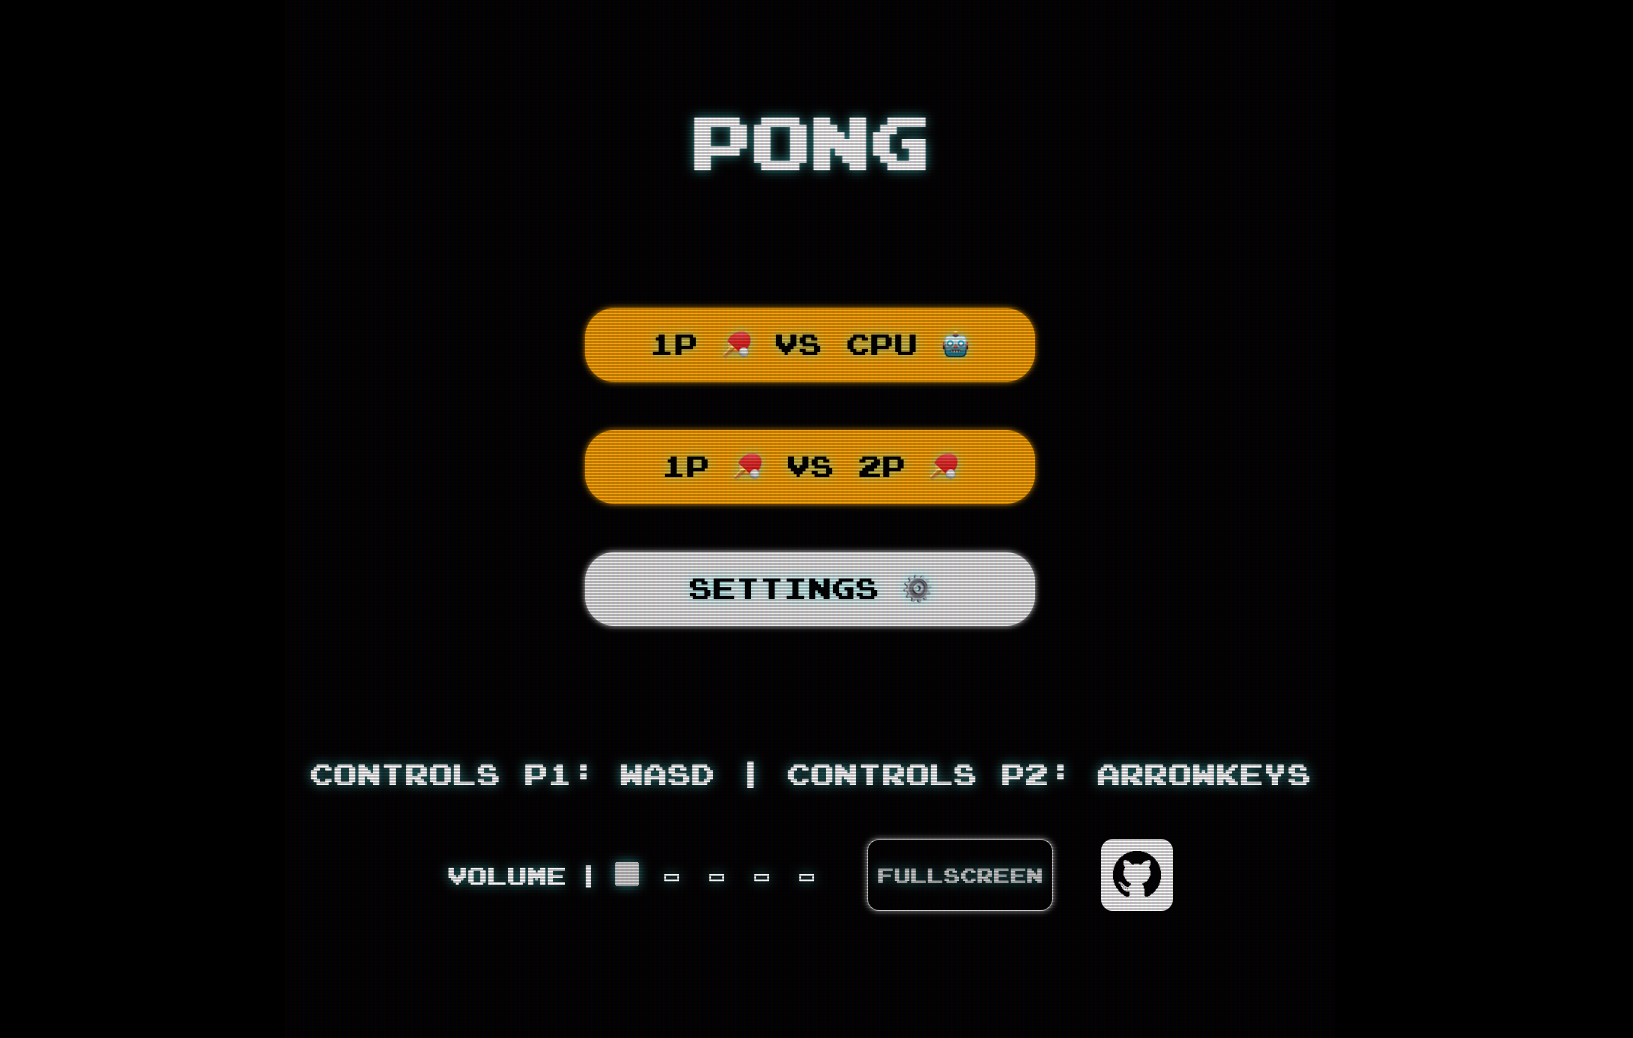 PONG
1P 🏓 VS CPU 🤖
1P 🏓 VS 2P 🏓
SETTINGS ⚙️
CONTROLS P1: WASD | CONTROLS P2: ARROWKEYS
VOLUME | - - - - FULLSCREEN